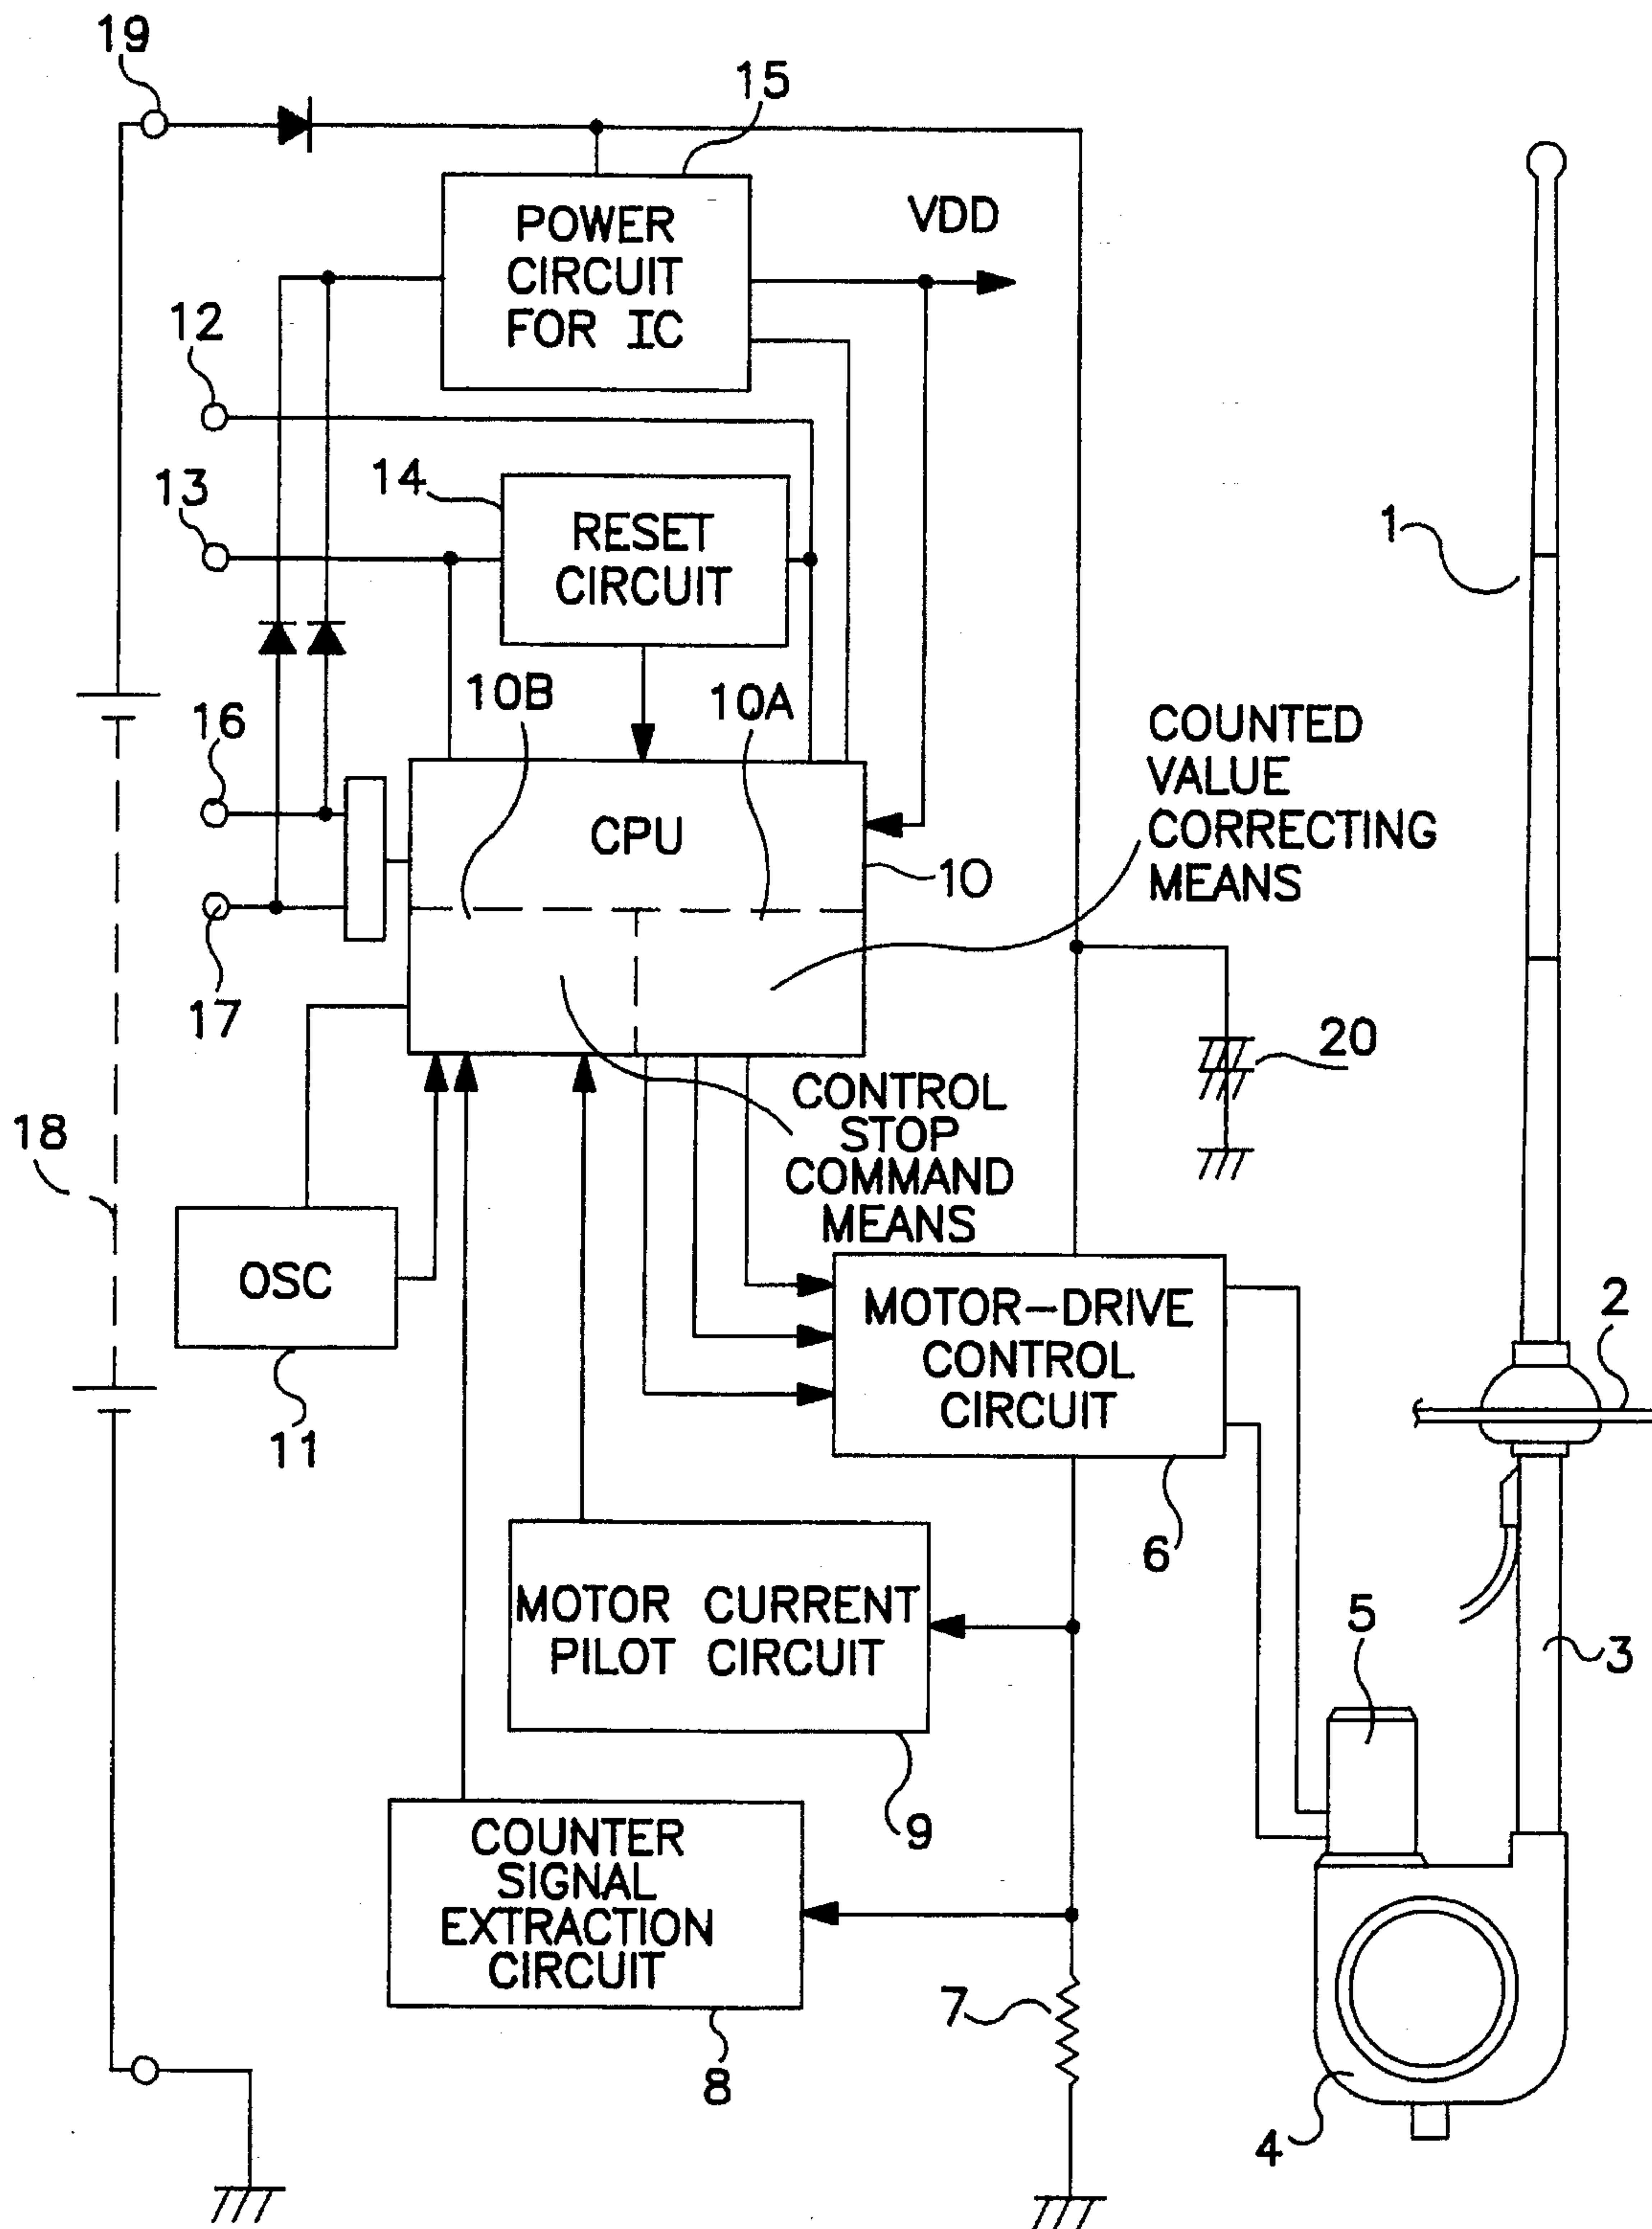 19
15
POWER
CIRCUIT
FOR IC
VDD
12
13
14
RESET
CIRCUIT
1
10B
10A
16
COUNTED
VALUE
CORRECTING
MEANS
CPU
10
17
20
CONTROL
STOP
COMMAND
MEANS
18
OSC
11
MOTOR-DRIVE
CONTROL
CIRCUIT
2
6
MOTOR CURRENT
PILOT CIRCUIT
5
3
9
COUNTER
SIGNAL
EXTRACTION
CIRCUIT
7
8
4